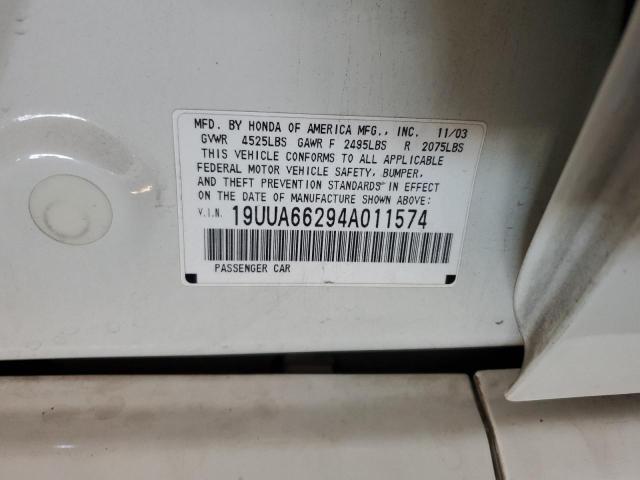 MFD. BY HONDA OF AMERICA MFG., INC. 11/03
GVWR 4525LBS GAWR F 2495LBS R 2075LBS
THIS VEHICLE CONFORMS TO ALL APPLICABLE
FEDERAL MOTOR VEHICLE SAFETY, BUMPER,
AND THEFT PREVENTION STANDARDS IN EFFECT
ON THE DATE OF MANUFACTURE SHOWN ABOVE:
V.I.N. 19UUA66294A011574
PASSENGER CAR